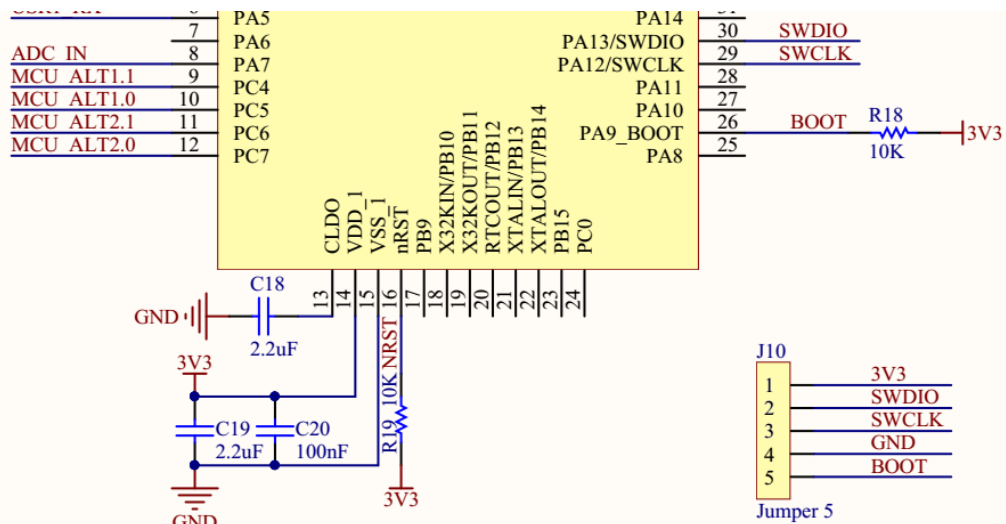 PA5
7
PA6
ADC_IN
8
PA7
MCU_ALT1.1
9
PC4
MCU_ALT1.0
10
PC5
MCU_ALT2.1
11
PC6
MCU_ALT2.0
12
PC7
PA14
PA13/SWDIO
30
SWDIO
PA12/SWCLK
29
SWCLK
PA11
28
PA10
27
PA9_BOOT
26
BOOT
R18
10K
3V3
PA8
25
CLDO
VDD_1
VSS_1
nRST
PB9
X32KIN/PB10
X32KOUT/PB11
RTCOUT/PB12
XTALIN/PB13
XTALOUT/PB14
PB15
PC0
13
14
15
16
17
18
19
20
21
22
23
24
C18
GND
2.2uF
NRST
3V3
C19
2.2uF
C20
100nF
R19
10K
3V3
GND
J10
1
3V3
2
SWDIO
3
SWCLK
4
GND
5
BOOT
Jumper 5